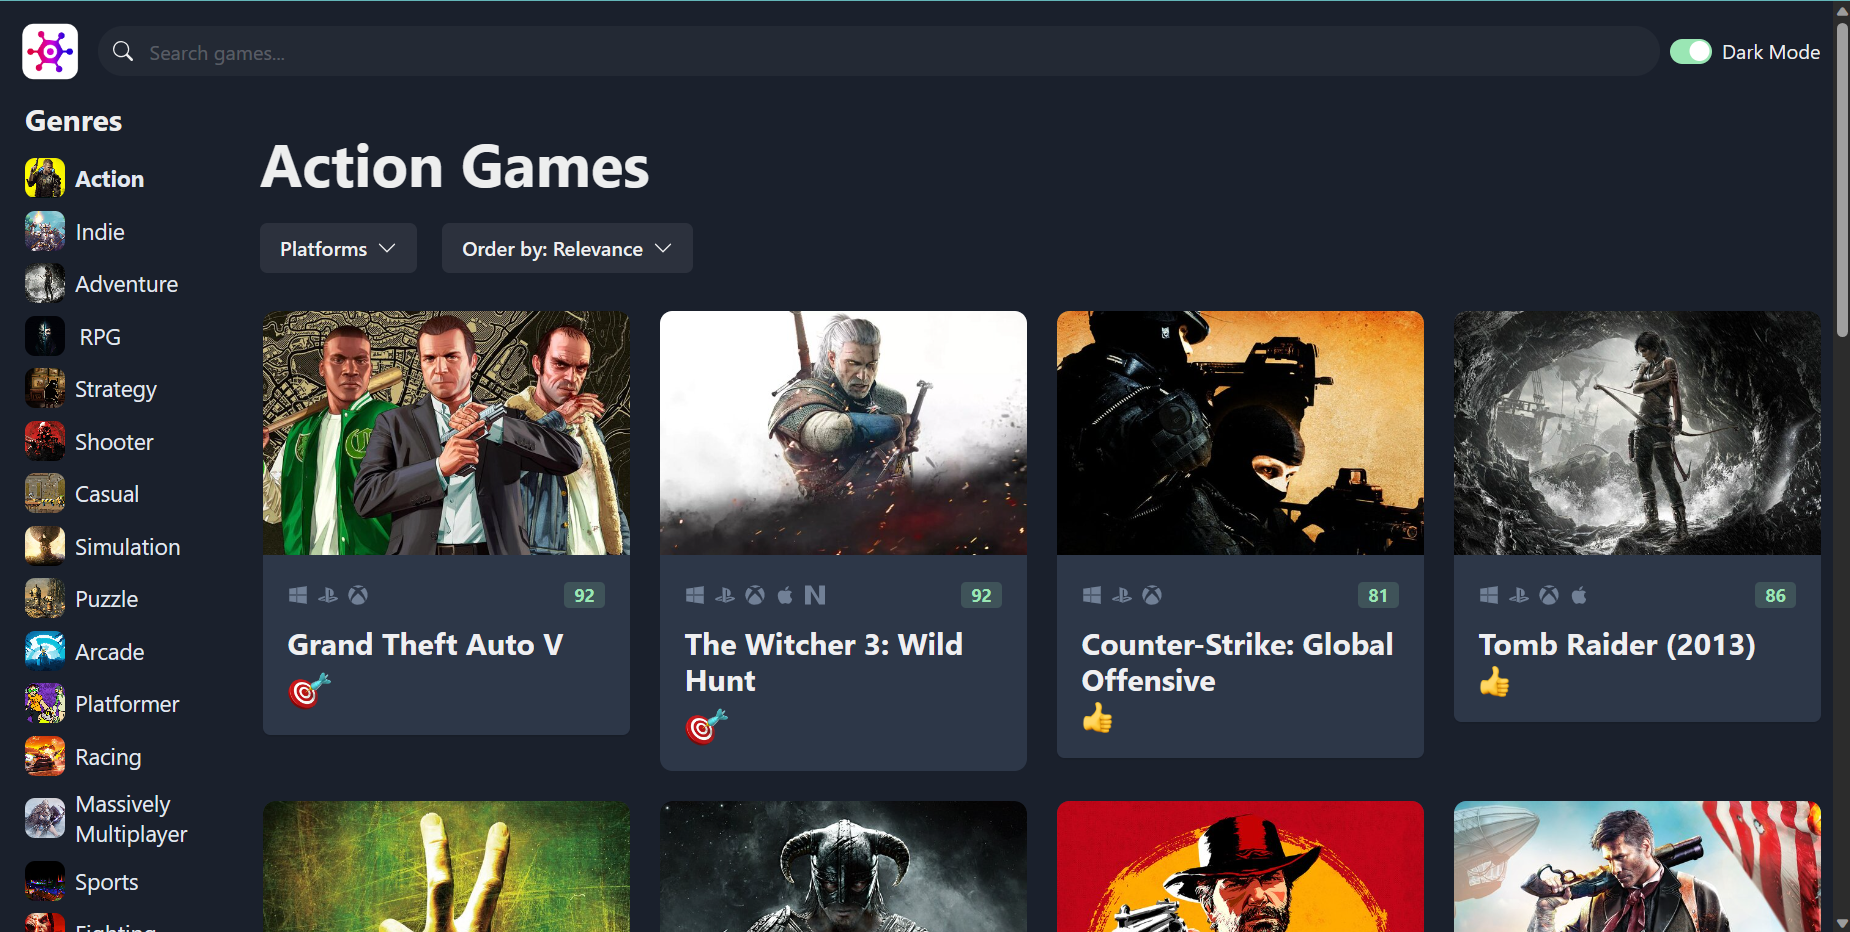 Search games...
Dark Mode
Genres
Action
Indie
Adventure
RPG
Strategy
Shooter
Casual
Simulation
Puzzle
Arcade
Platformer
Racing
Massively
Multiplayer
Sports
Fighting
Action Games
Platforms
Order by: Relevance
92
Grand Theft Auto V
92
The Witcher 3: Wild
Hunt
81
Counter-Strike: Global
Offensive
86
Tomb Raider (2013)